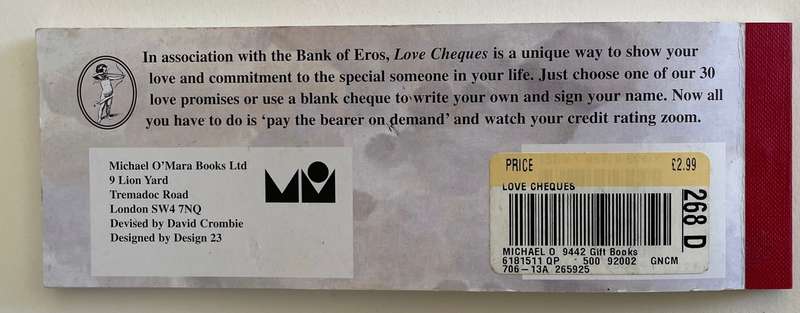 In association with the Bank of Eros, Love Cheques is a unique way to show your
love and commitment to the special someone in your life. Just choose one of our 30
love promises or use a blank cheque to write your own and sign your name. Now all
you have to do is ‘pay the bearer on demand’ and watch your credit rating zoom.
Michael O’Mara Books Ltd
9 Lion Yard
Tremadoc Road
London SW4 7NQ
Devised by David Crombie
Designed by Design 23
PRICE £2.99
LOVE CHEQUES
268 D
MICHAEL O 9442 Gift Books
6181511 QP 500 92002 GNCM
706-13A 265925